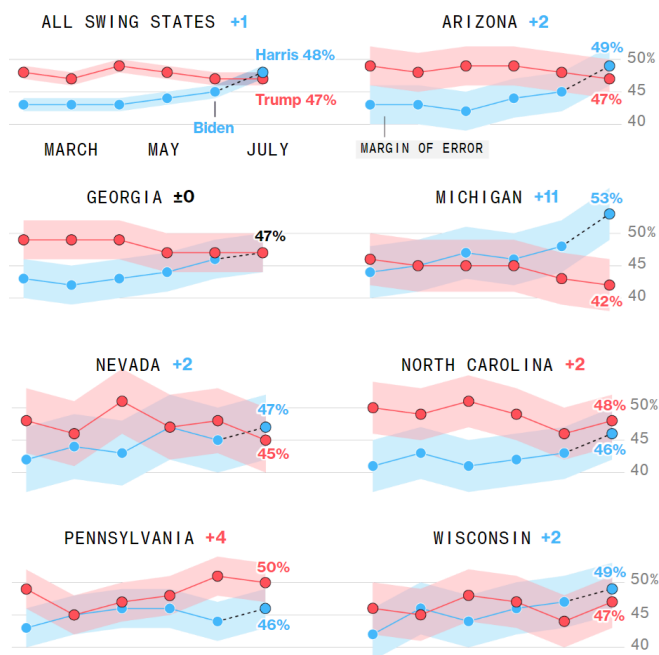 ALL SWING STATES +1
Harris 48%
Trump 47%
Biden
MARCH MAY JULY
ARIZONA +2
49%
50%
47%
45
40
MARGIN OF ERROR
GEORGIA ±0
47%
MICHIGAN +11
53%
50%
45
42%
40
NEVADA +2
47%
45%
NORTH CAROLINA +2
48%
50%
45
46%
40
PENNSYLVANIA +4
50%
46%
WISCONSIN +2
49%
50%
47%
45
40